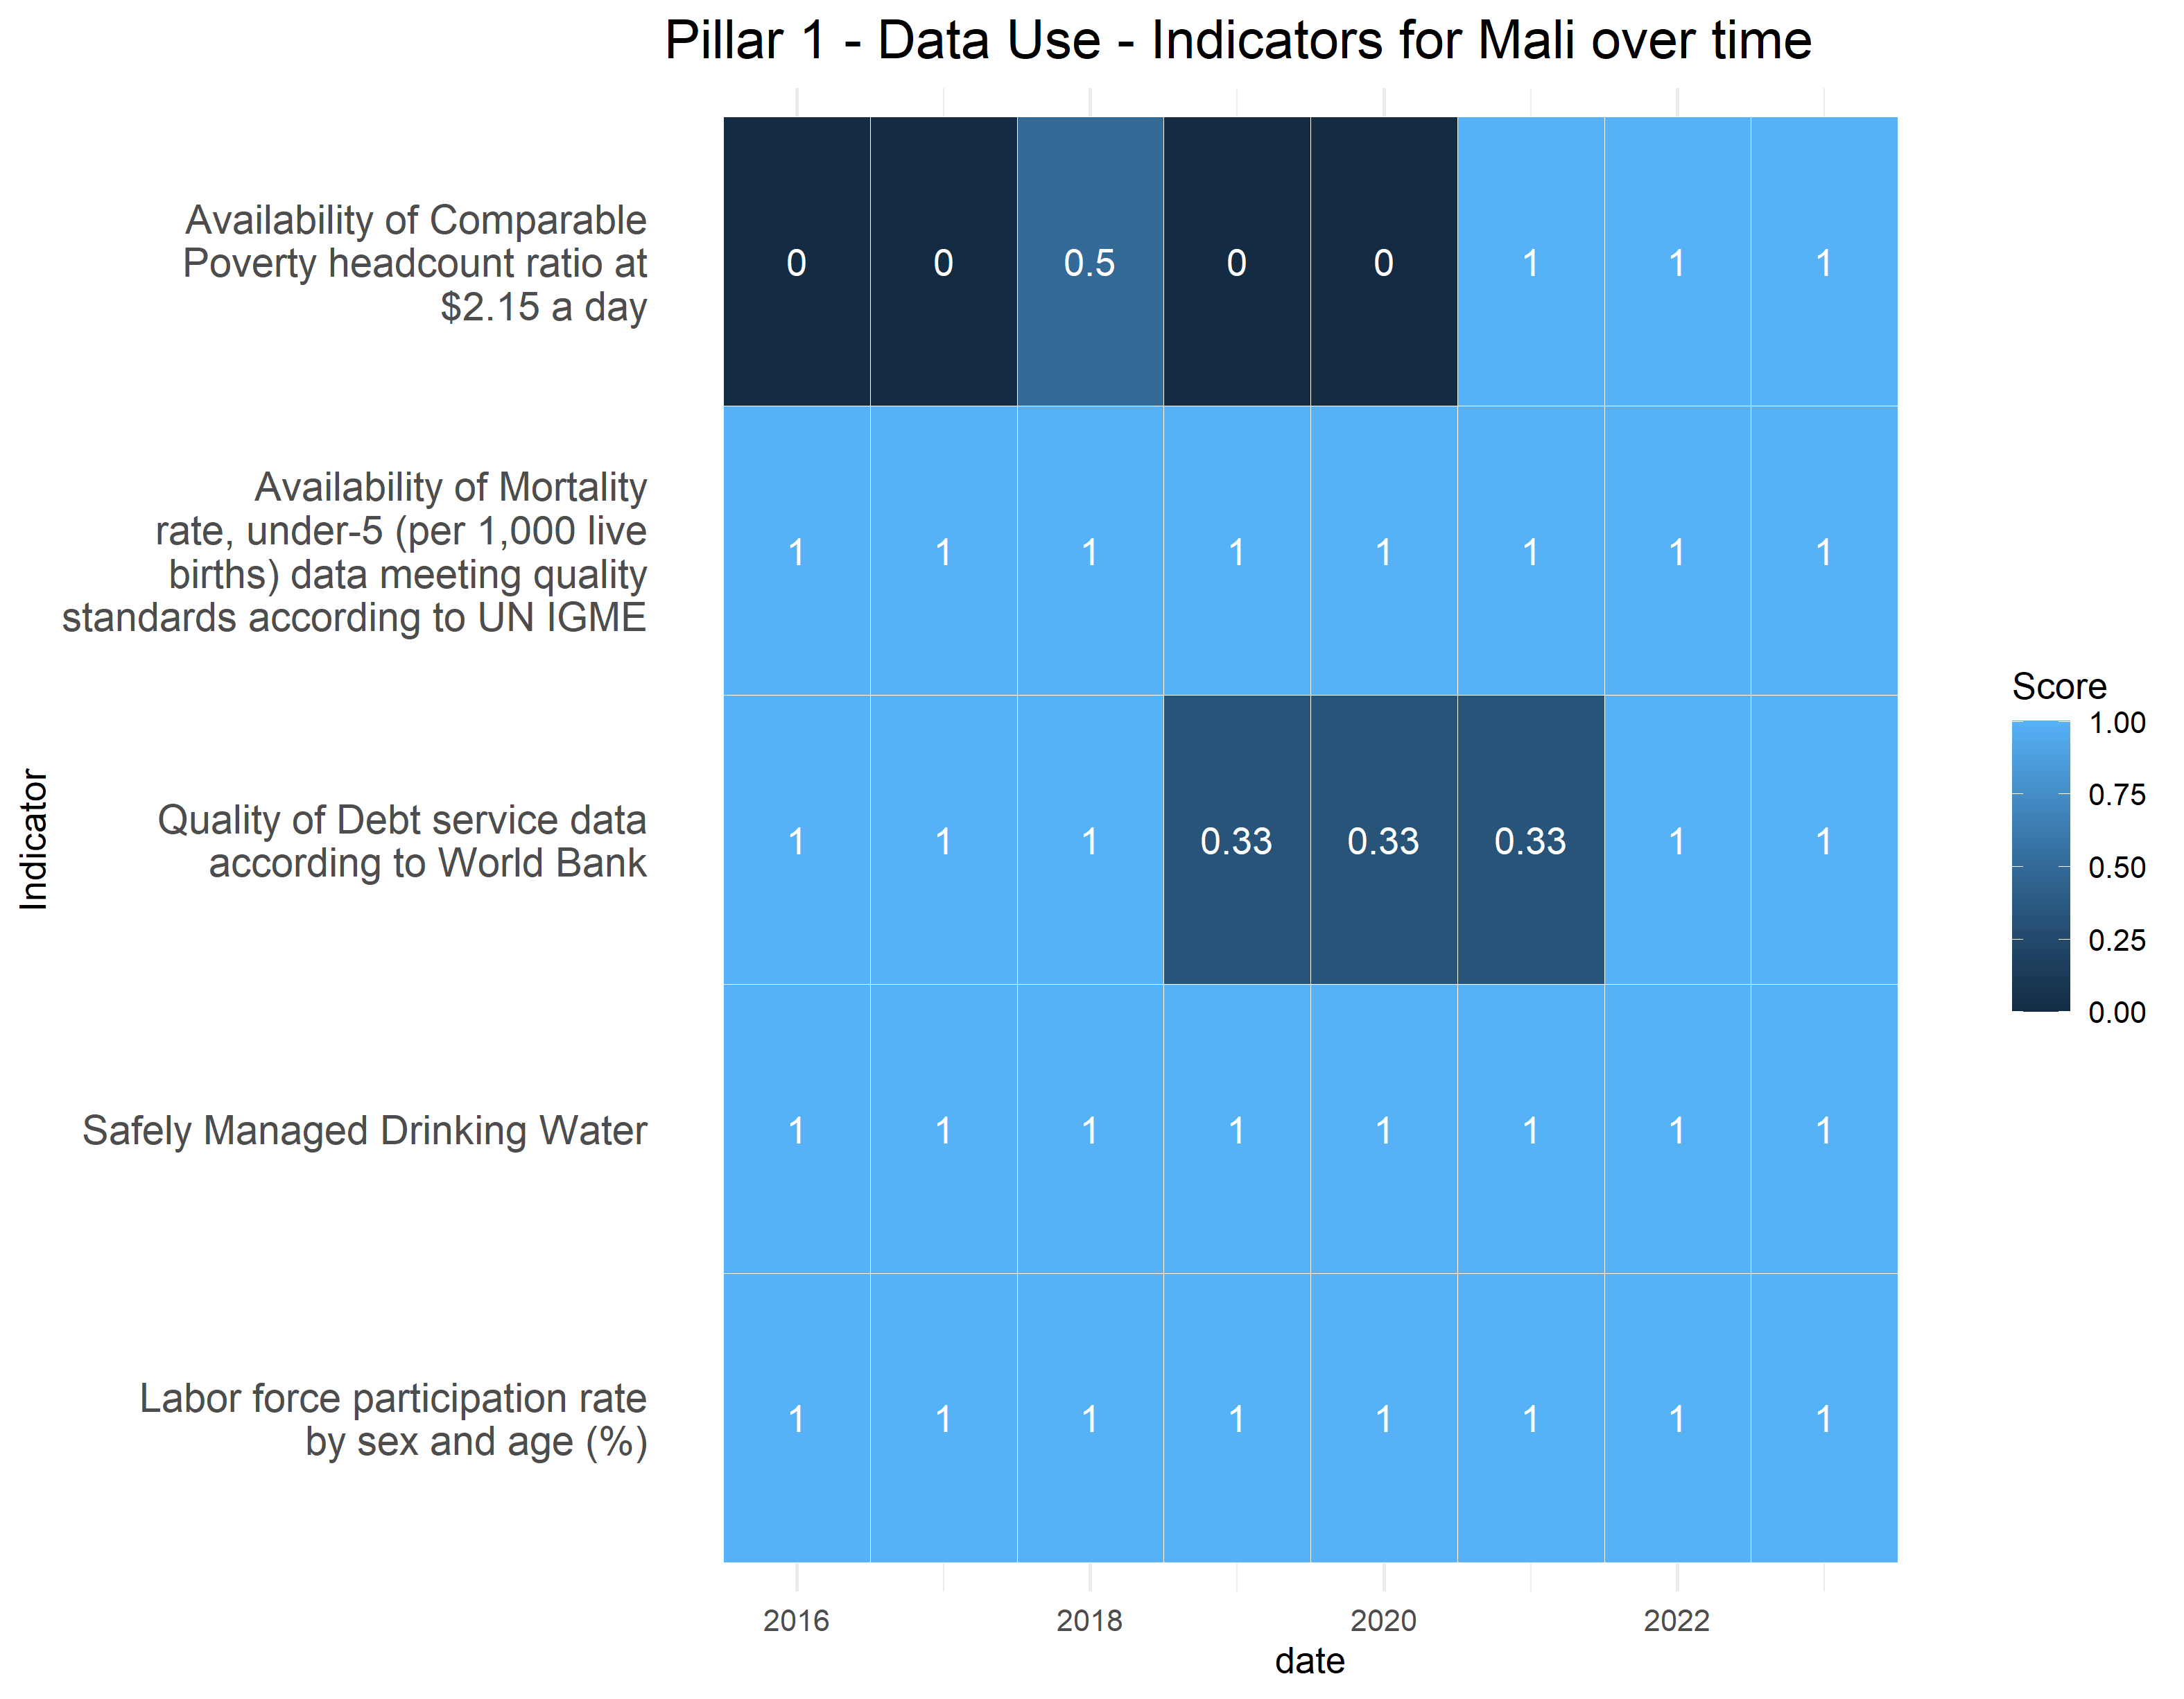 Pillar 1 - Data Use - Indicators for Mali over time
Indicator
Availability of Comparable
Poverty headcount ratio at
$2.15 a day
0 0 0.5 0 0 1 1 1
Availability of Mortality
rate, under-5 (per 1,000 live
births) data meeting quality
standards according to UN IGME
1 1 1 1 1 1 1 1
Quality of Debt service data
according to World Bank
1 1 1 0.33 0.33 0.33 1 1
Safely Managed Drinking Water
1 1 1 1 1 1 1 1
Labor force participation rate
by sex and age (%)
1 1 1 1 1 1 1 1
2016 2018 2020 2022
date
Score
1.00
0.75
0.50
0.25
0.00